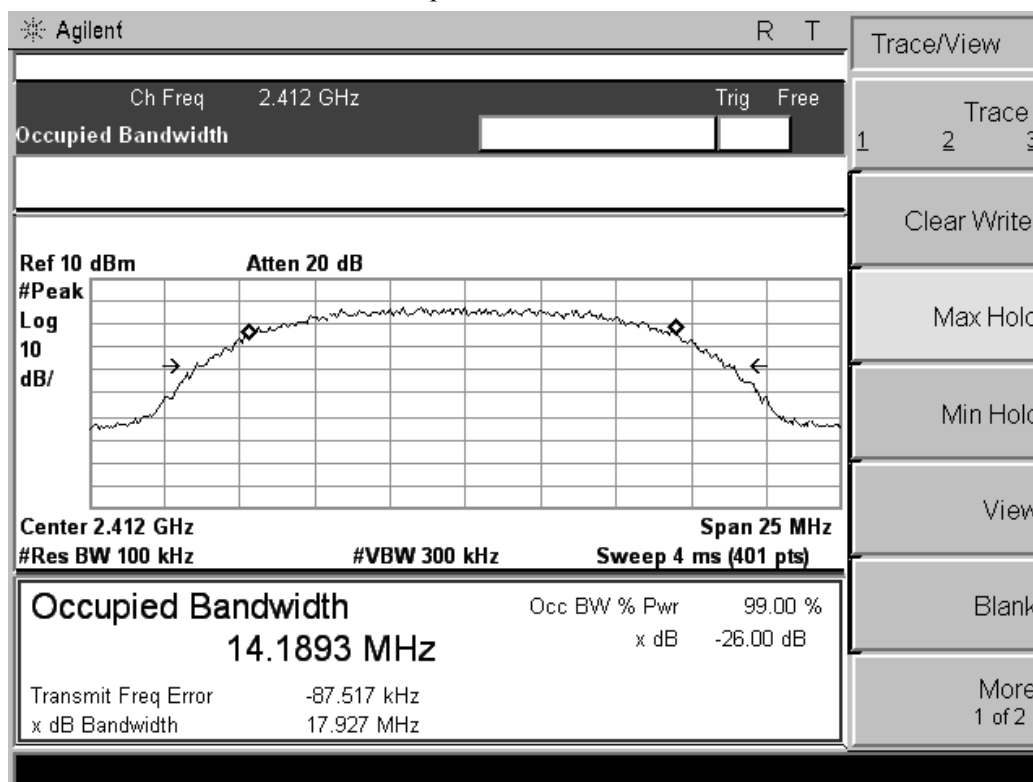 Agilent R T
Trace/View
Ch Freq 2.412 GHz Trig Free
Occupied Bandwidth
Trace
1 2 3
Clear Write
Max Hold
Min Hold
View
Blank
More
1 of 2
Ref 10 dBm Atten 20 dB
#Peak
Log
10
dB/
Center 2.412 GHz Span 25 MHz
#Res BW 100 kHz #VBW 300 kHz Sweep 4 ms (401 pts)
Occupied Bandwidth
14.1893 MHz
Occ BW % Pwr 99.00 %
x dB -26.00 dB
Transmit Freq Error -87.517 kHz
x dB Bandwidth 17.927 MHz